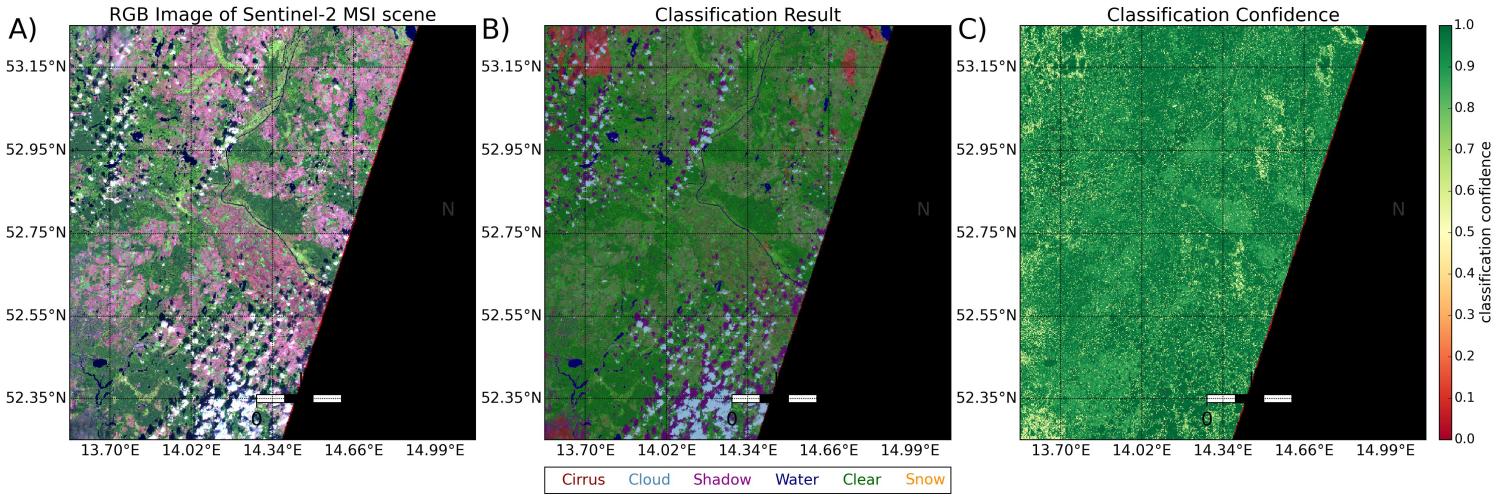 A) RGB Image of Sentinel-2 MSI scene
53.15°N
52.95°N
52.75°N
52.55°N
52.35°N
13.70°E 14.02°E 14.34°E 14.66°E 14.99°E
N
0
B) Classification Result
53.15°N
52.95°N
52.75°N
52.55°N
52.35°N
13.70°E 14.02°E 14.34°E 14.66°E 14.99°E
N
0
Cirrus Cloud Shadow Water Clear Snow
C) Classification Confidence
53.15°N
52.95°N
52.75°N
52.55°N
52.35°N
13.70°E 14.02°E 14.34°E 14.66°E 14.99°E
N
0
1.0
0.9
0.8
0.7
0.6
0.5
0.4
0.3
0.2
0.1
0.0
classification confidence